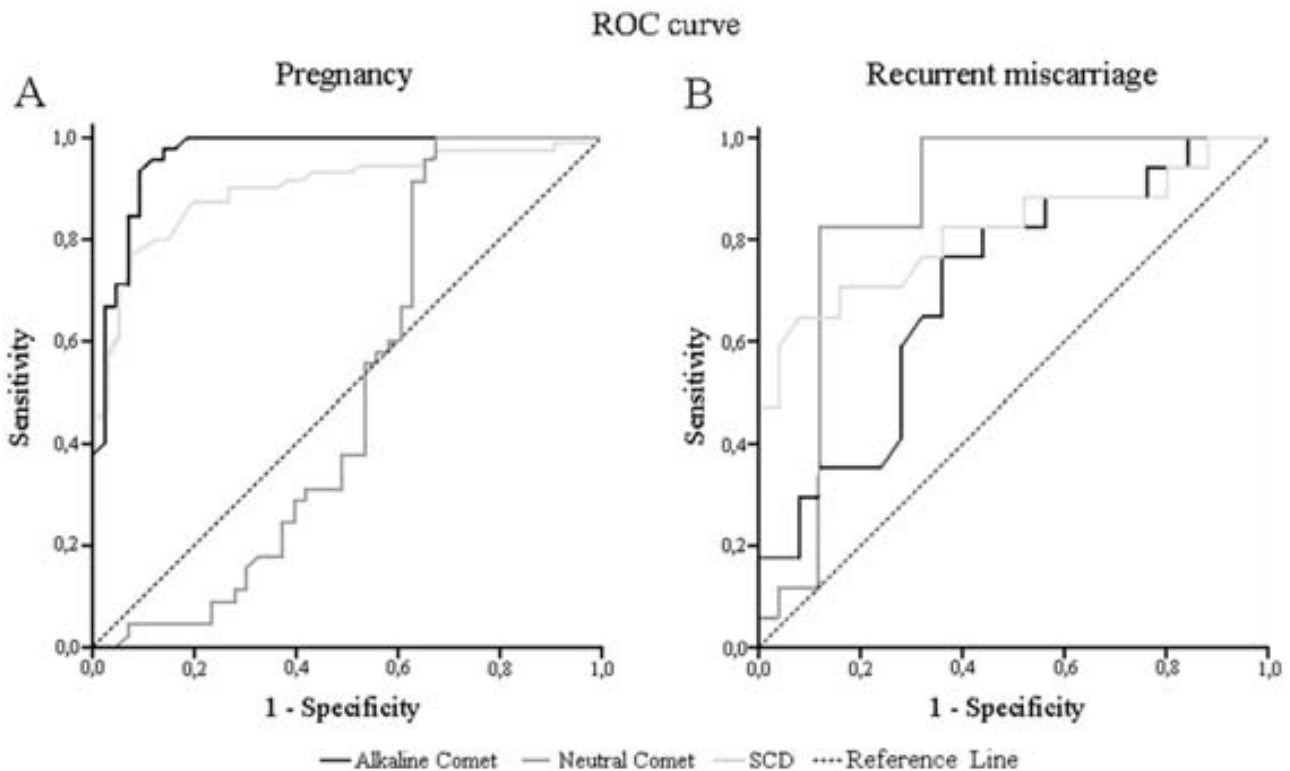 ROC curve
A
Pregnancy
1,0
0,8
0,6
0,4
0,2
0,0
Sensitivity
0,0 0,2 0,4 0,6 0,8 1,0
1 - Specificity
B
Recurrent miscarriage
1,0
0,8
0,6
0,4
0,2
0,0
Sensitivity
0,0 0,2 0,4 0,6 0,8 1,0
1 - Specificity
Alkaline Comet Neutral Comet SCD Reference Line